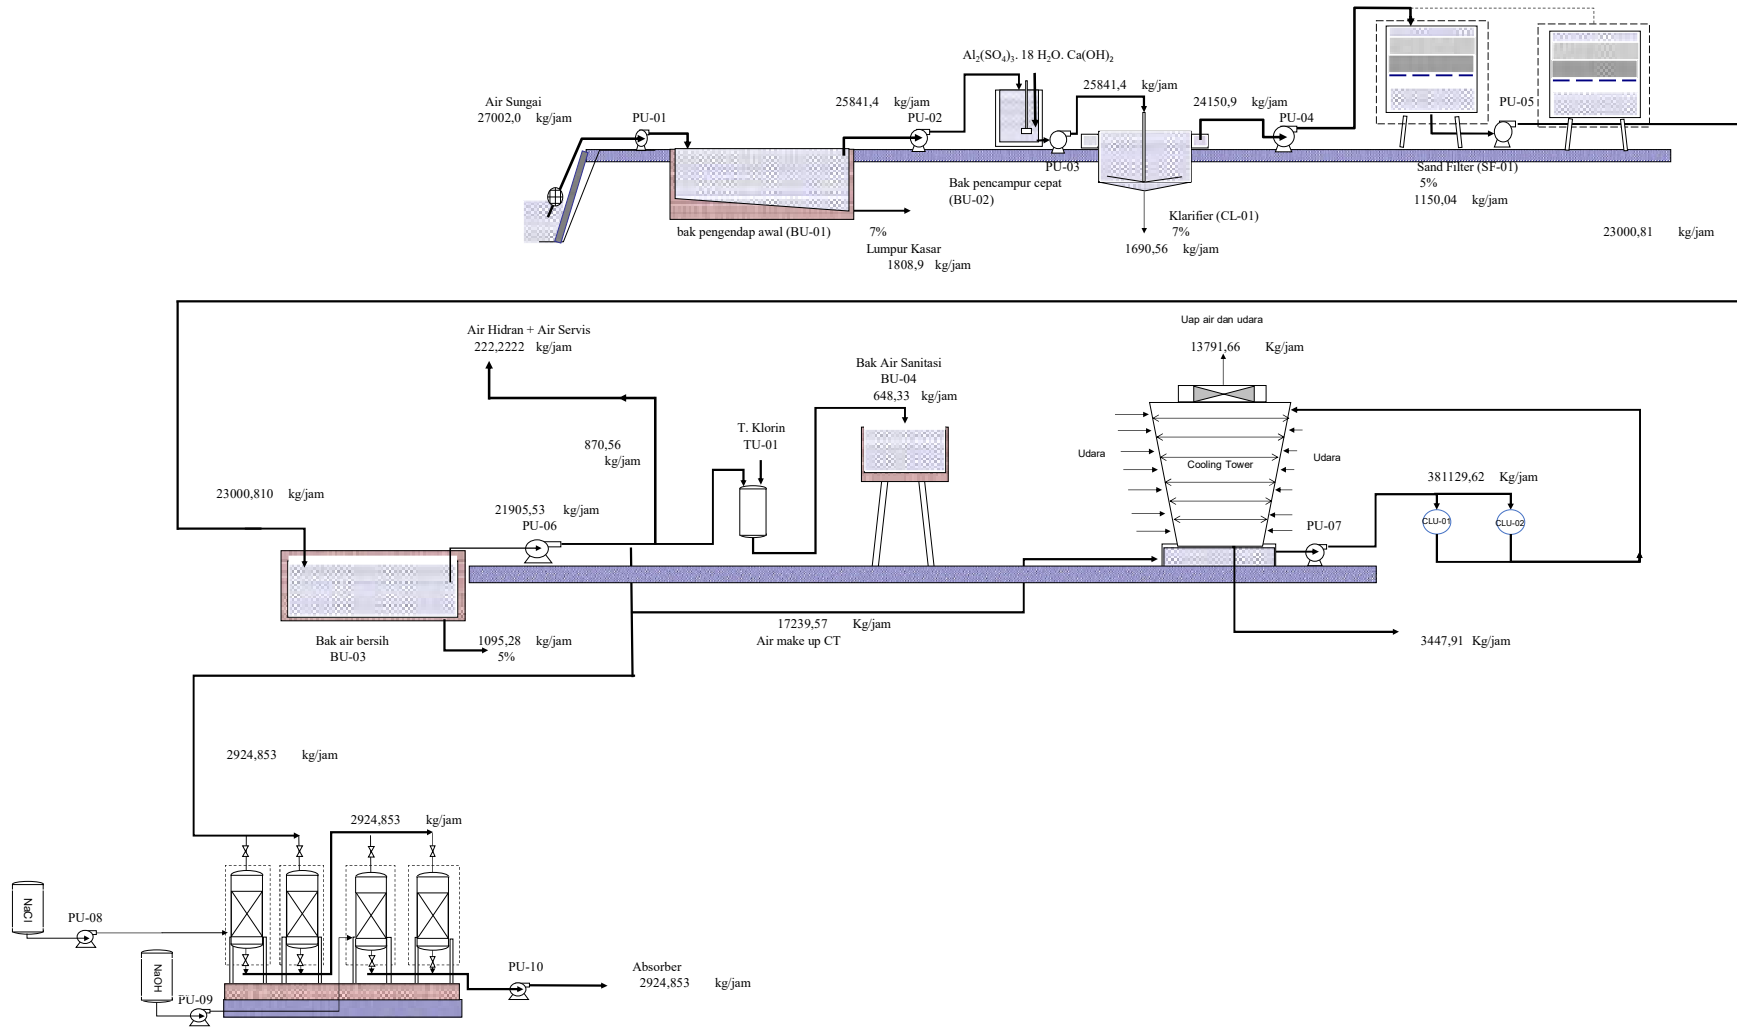 Al₂(SO₄)₃. 18 H₂O. Ca(OH)₂
Air Sungai
27002,0 kg/jam
PU-01
25841,4 kg/jam
PU-02
25841,4 kg/jam
PU-03
24150,9 kg/jam
PU-04
PU-05
bak pengendap awal (BU-01)
7%
Lumpur Kasar
1808,9 kg/jam
Bak pencampur cepat
(BU-02)
Klarifier (CL-01)
7%
1690,56 kg/jam
Sand Filter (SF-01)
5%
1150,04 kg/jam
23000,81 kg/jam
Air Hidran + Air Servis
222,2222 kg/jam
870,56
kg/jam
23000,810 kg/jam
21905,53 kg/jam
PU-06
T. Klorin
TU-01
Bak Air Sanitasi
BU-04
648,33 kg/jam
Uap air dan udara
13791,66 Kg/jam
Udara
Cooling Tower
Udara
PU-07
381129,62 Kg/jam
CLU-01
CLU-02
Bak air bersih
BU-03
1095,28 kg/jam
5%
17239,57 Kg/jam
Air make up CT
3447,91 Kg/jam
2924,853 kg/jam
2924,853 kg/jam
NaCl
PU-08
NaOH
PU-09
PU-10
Absorber
2924,853 kg/jam